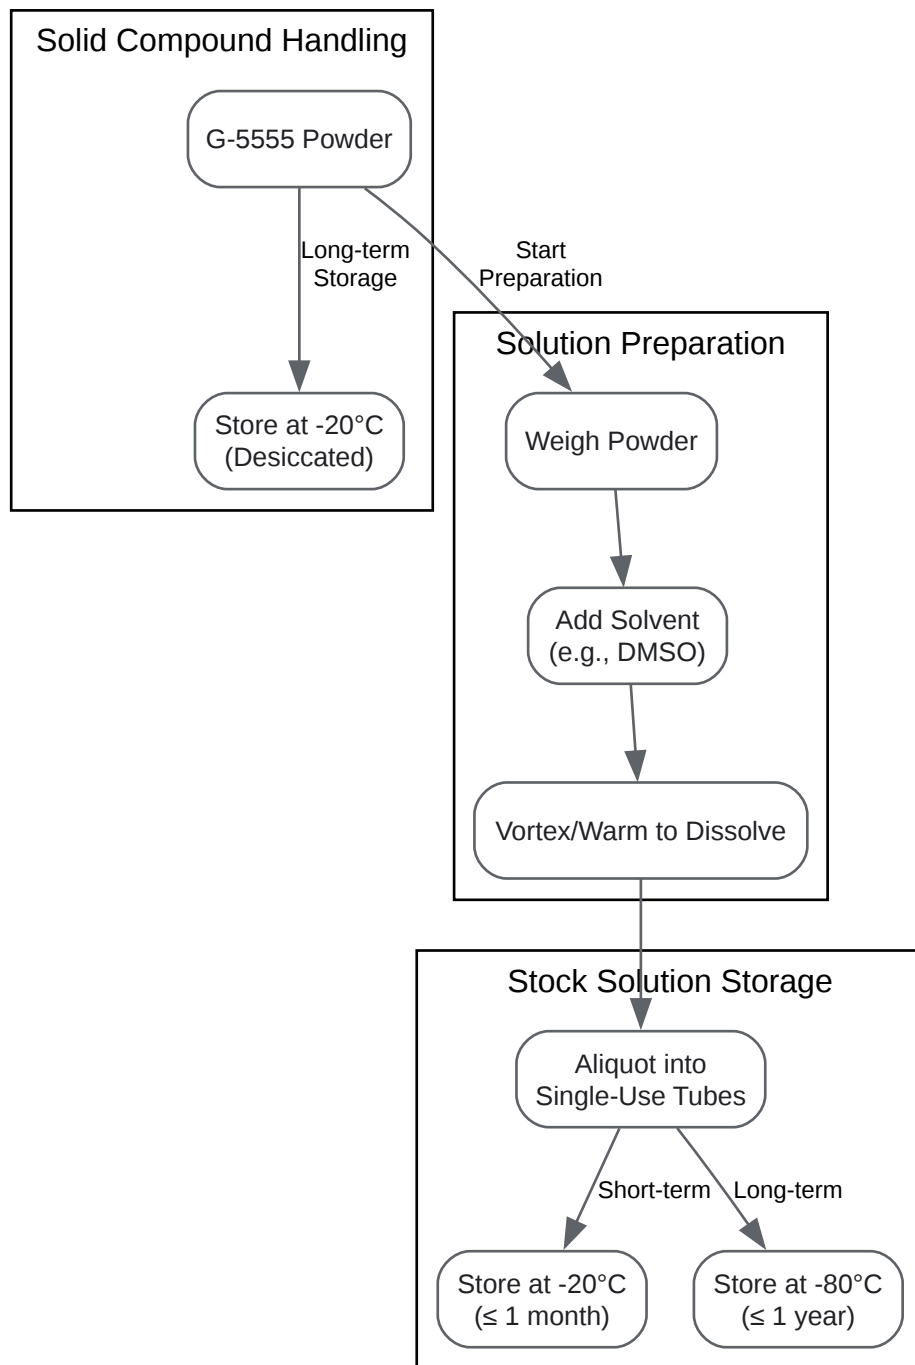 Solid Compound Handling
G-5555 Powder
Long-term
Storage
Start
Preparation
Store at -20°C
(Desiccated)
Solution Preparation
Weigh Powder
Add Solvent
(e.g., DMSO)
Vortex/Warm to Dissolve
Stock Solution Storage
Aliquot into
Single-Use Tubes
Short-term
Long-term
Store at -20°C
(≤ 1 month)
Store at -80°C
(≤ 1 year)